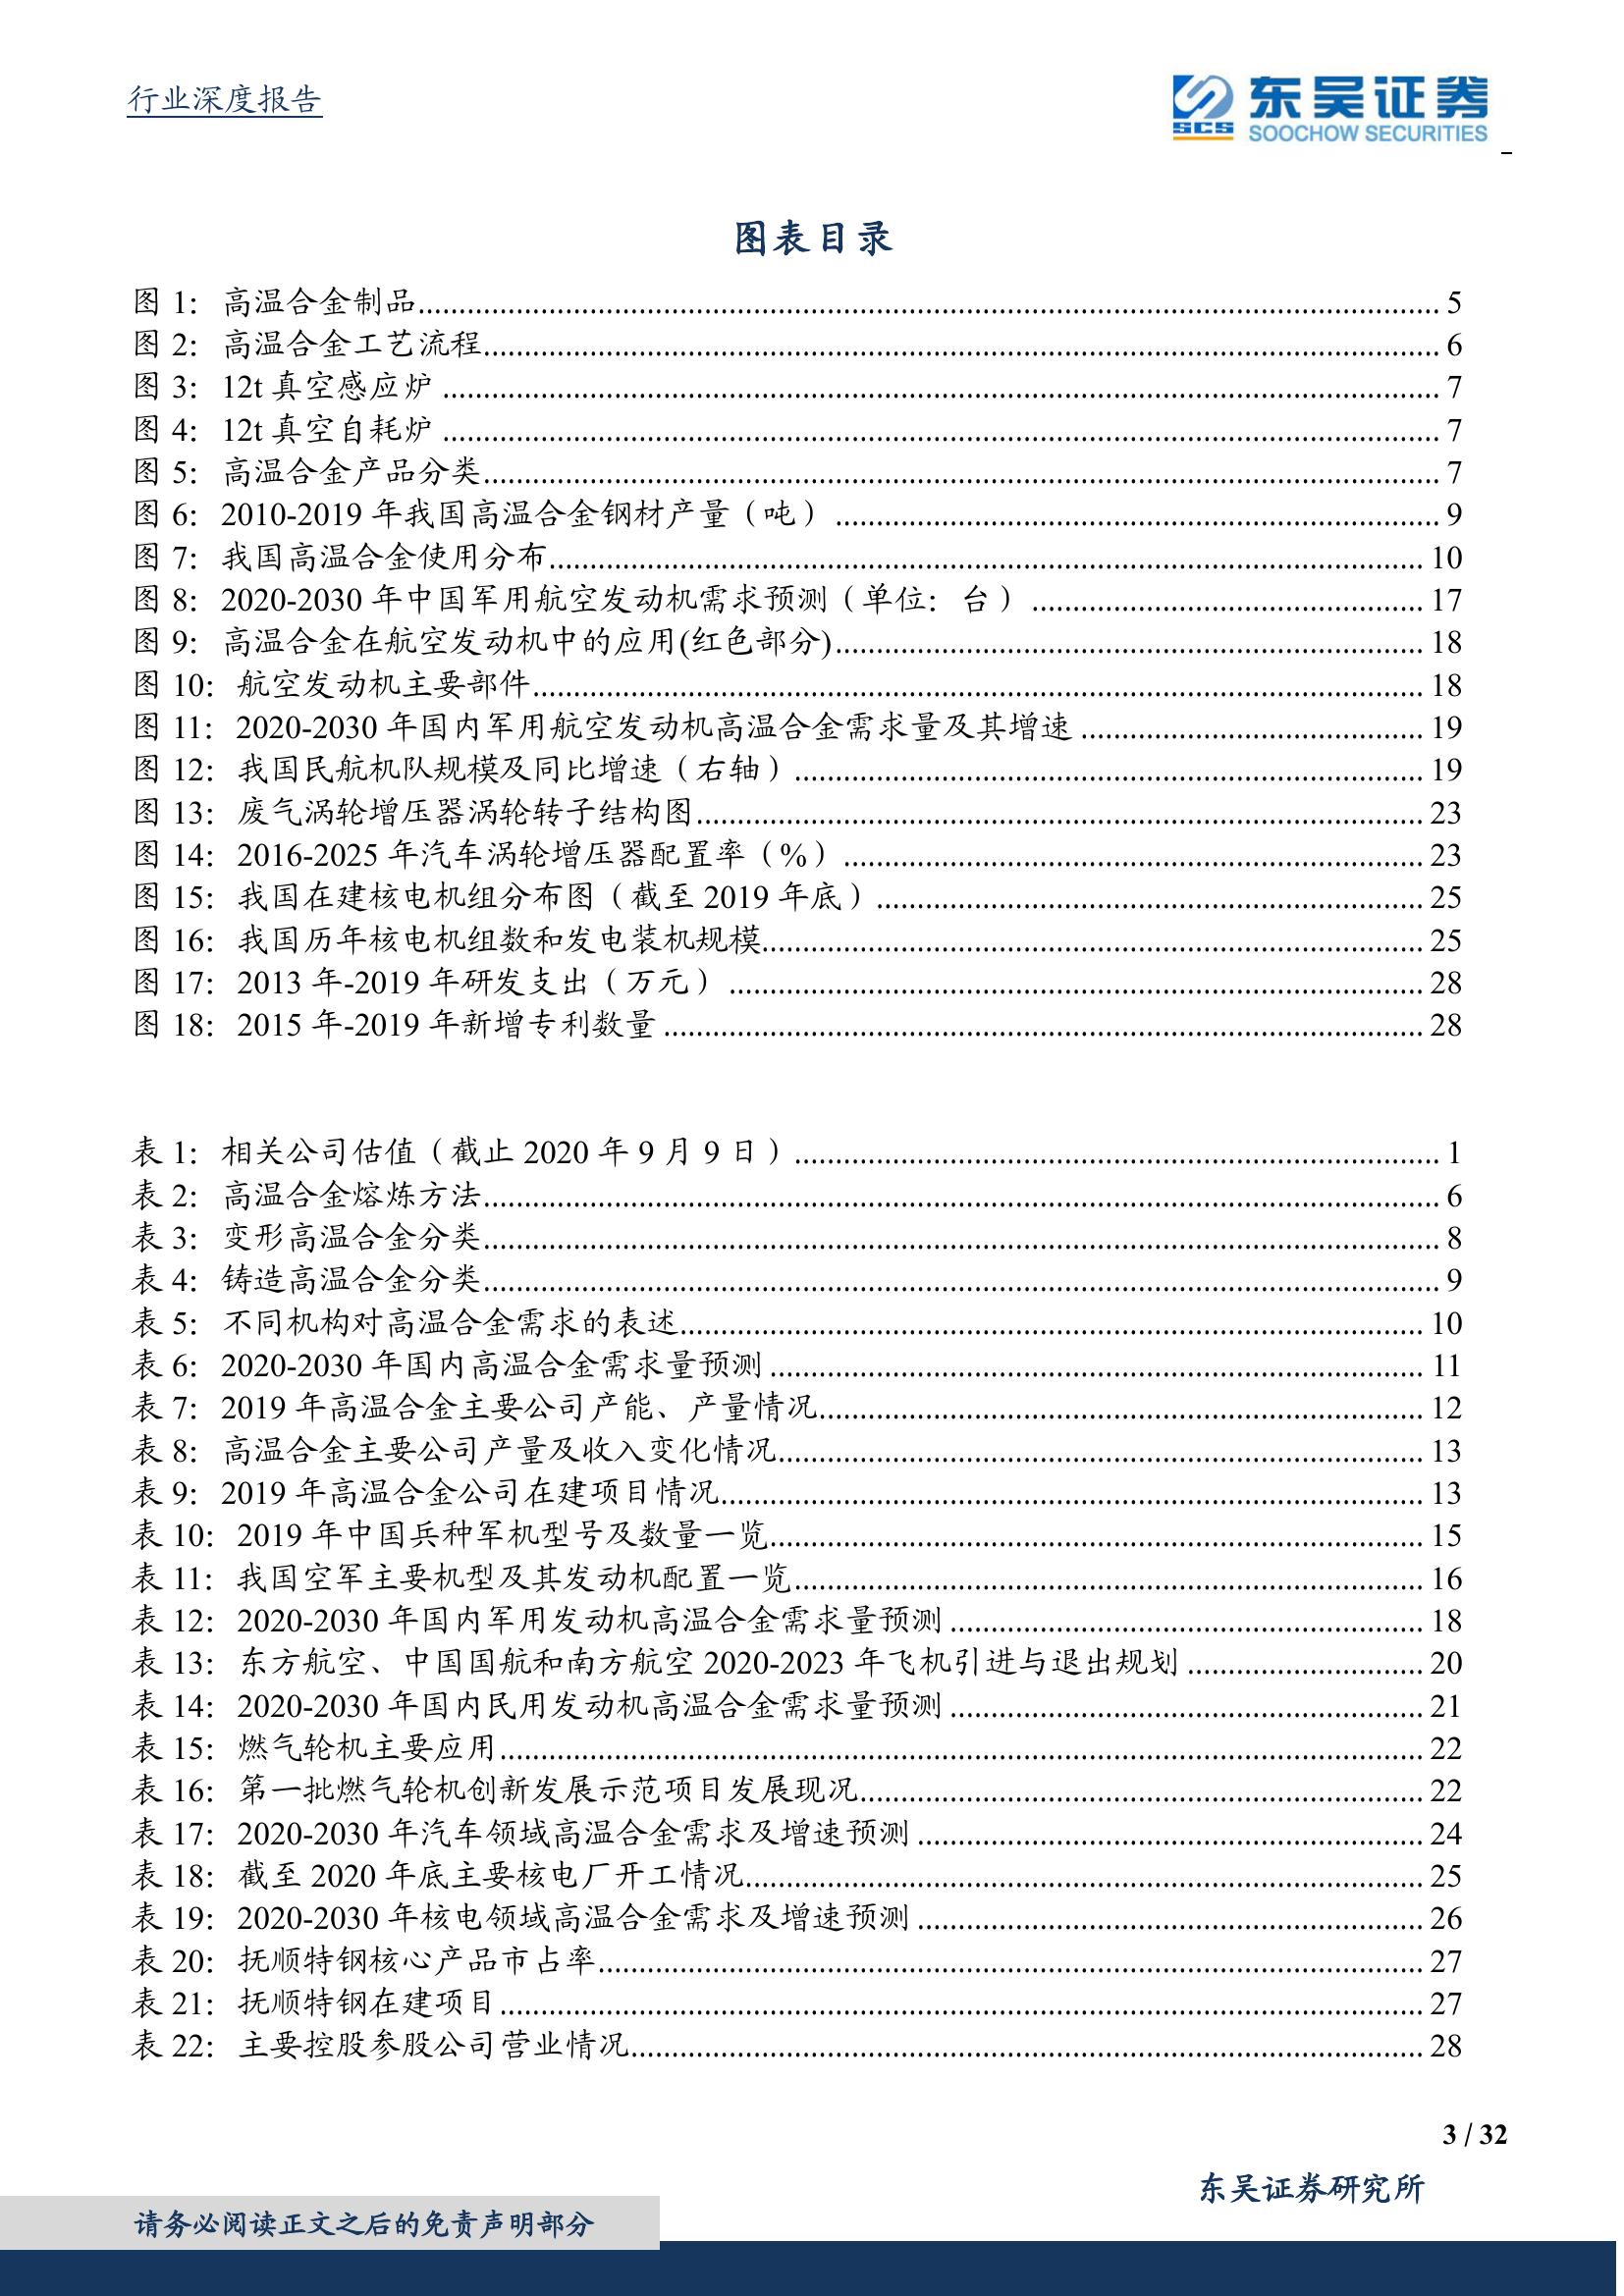 行业深度报告
SCS 东吴证券
SOOCHOW SECURITIES
图表目录
图 1：高温合金制品 5
图 2：高温合金工艺流程 6
图 3：12t 真空感应炉 7
图 4：12t 真空自耗炉 7
图 5：高温合金产品分类 7
图 6：2010-2019 年我国高温合金钢材产量（吨） 9
图 7：我国高温合金使用分布 10
图 8：2020-2030 年中国军用航空发动机需求预测（单位：台） 17
图 9：高温合金在航空发动机中的应用(红色部分) 18
图 10：航空发动机主要部件 18
图 11：2020-2030 年国内军用航空发动机高温合金需求量及其增速 19
图 12：我国民航机队规模及同比增速（右轴） 19
图 13：废气涡轮增压器涡轮转子结构图 23
图 14：2016-2025 年汽车涡轮增压器配置率（%） 23
图 15：我国在建核电机组分布图（截至 2019 年底） 25
图 16：我国历年核电机组数和发电装机规模 25
图 17：2013 年-2019 年研发支出（万元） 28
图 18：2015 年-2019 年新增专利数量 28
表 1：相关公司估值（截止 2020 年 9 月 9 日） 1
表 2：高温合金熔炼方法 6
表 3：变形高温合金分类 8
表 4：铸造高温合金分类 9
表 5：不同机构对高温合金需求的表述 10
表 6：2020-2030 年国内高温合金需求量预测 11
表 7：2019 年高温合金主要公司产能、产量情况 12
表 8：高温合金主要公司产量及收入变化情况 13
表 9：2019 年高温合金公司在建项目情况 13
表 10：2019 年中国兵种军机型号及数量一览 15
表 11：我国空军主要机型及其发动机配置一览 16
表 12：2020-2030 年国内军用发动机高温合金需求量预测 18
表 13：东方航空、中国国航和南方航空 2020-2023 年飞机引进与退出规划 20
表 14：2020-2030 年国内民用发动机高温合金需求量预测 21
表 15：燃气轮机主要应用 22
表 16：第一批燃气轮机创新发展示范项目发展现况 22
表 17：2020-2030 年汽车领域高温合金需求及增速预测 24
表 18：截至 2020 年底主要核电厂开工情况 25
表 19：2020-2030 年核电领域高温合金需求及增速预测 26
表 20：抚顺特钢核心产品市占率 27
表 21：抚顺特钢在建项目 27
表 22：主要控股参股公司营业情况 28
3 / 32
东吴证券研究所
请务必阅读正文之后的免责声明部分